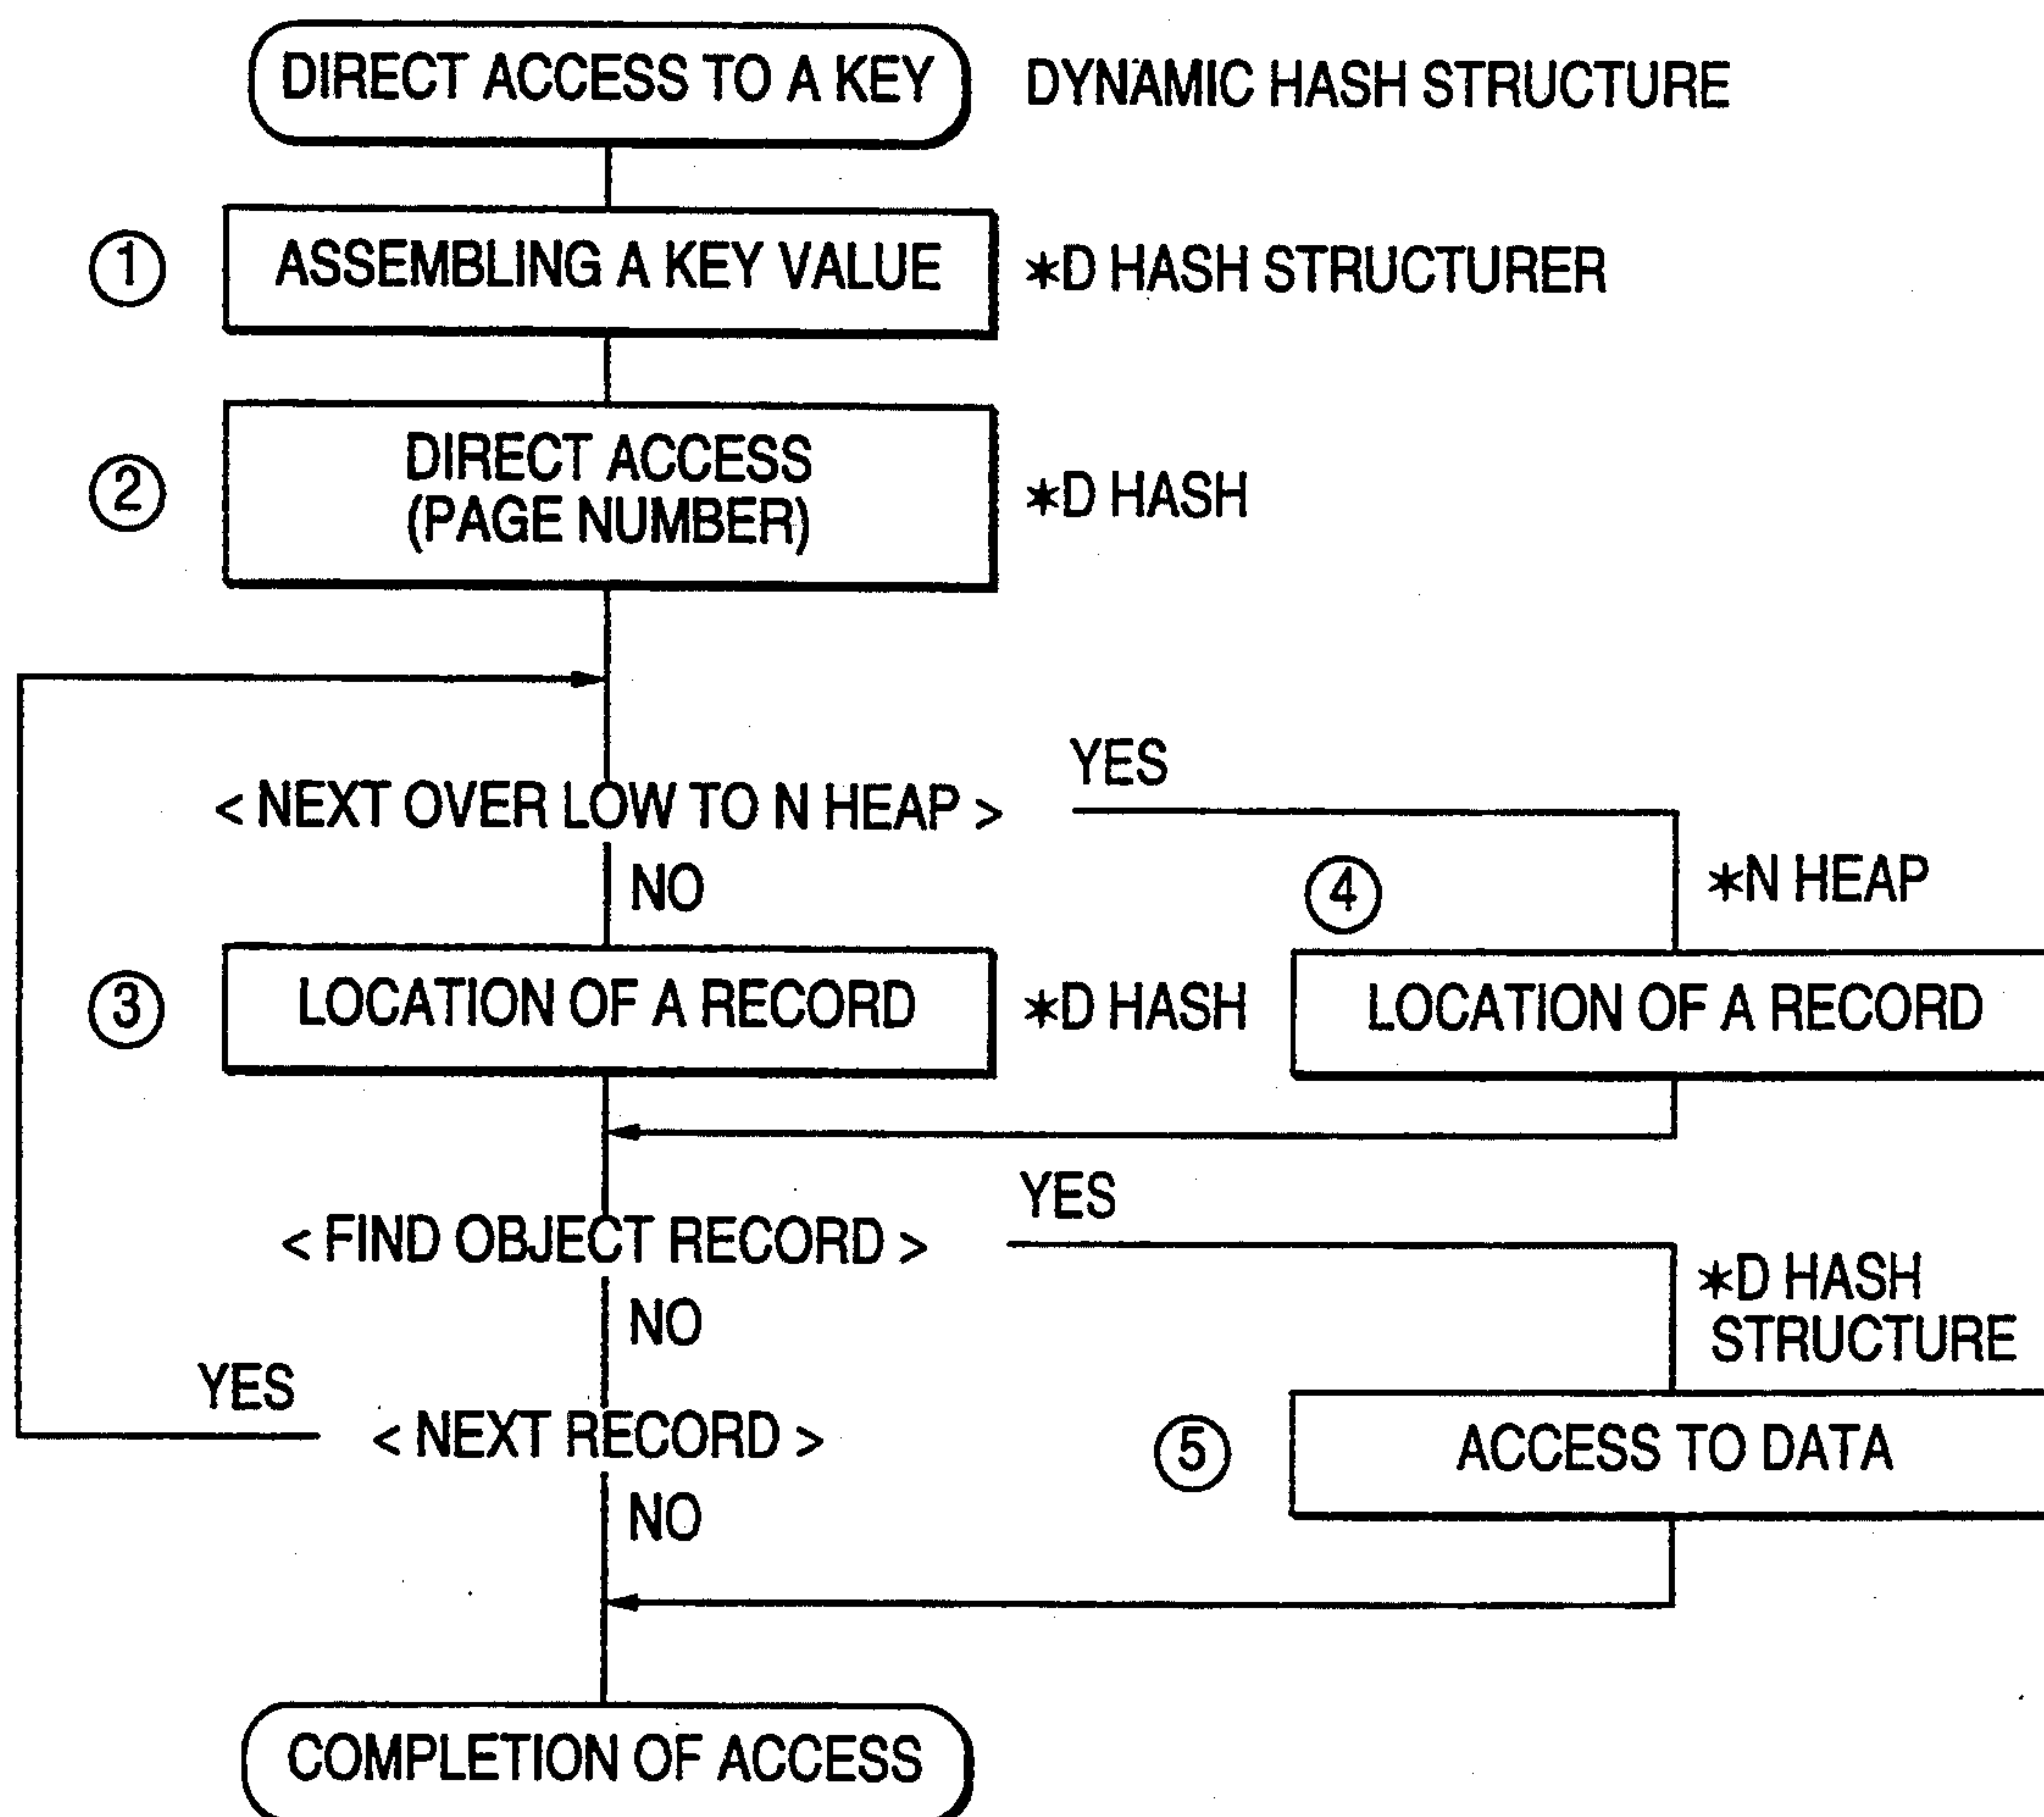 DIRECT ACCESS TO A KEY
DYNAMIC HASH STRUCTURE
1
ASSEMBLING A KEY VALUE
*D HASH STRUCTURER
2
DIRECT ACCESS
(PAGE NUMBER)
*D HASH
< NEXT OVER LOW TO N HEAP >
YES
NO
4
*N HEAP
3
LOCATION OF A RECORD
*D HASH
LOCATION OF A RECORD
YES
< FIND OBJECT RECORD >
NO
*D HASH
STRUCTURE
YES
< NEXT RECORD >
5
ACCESS TO DATA
NO
COMPLETION OF ACCESS